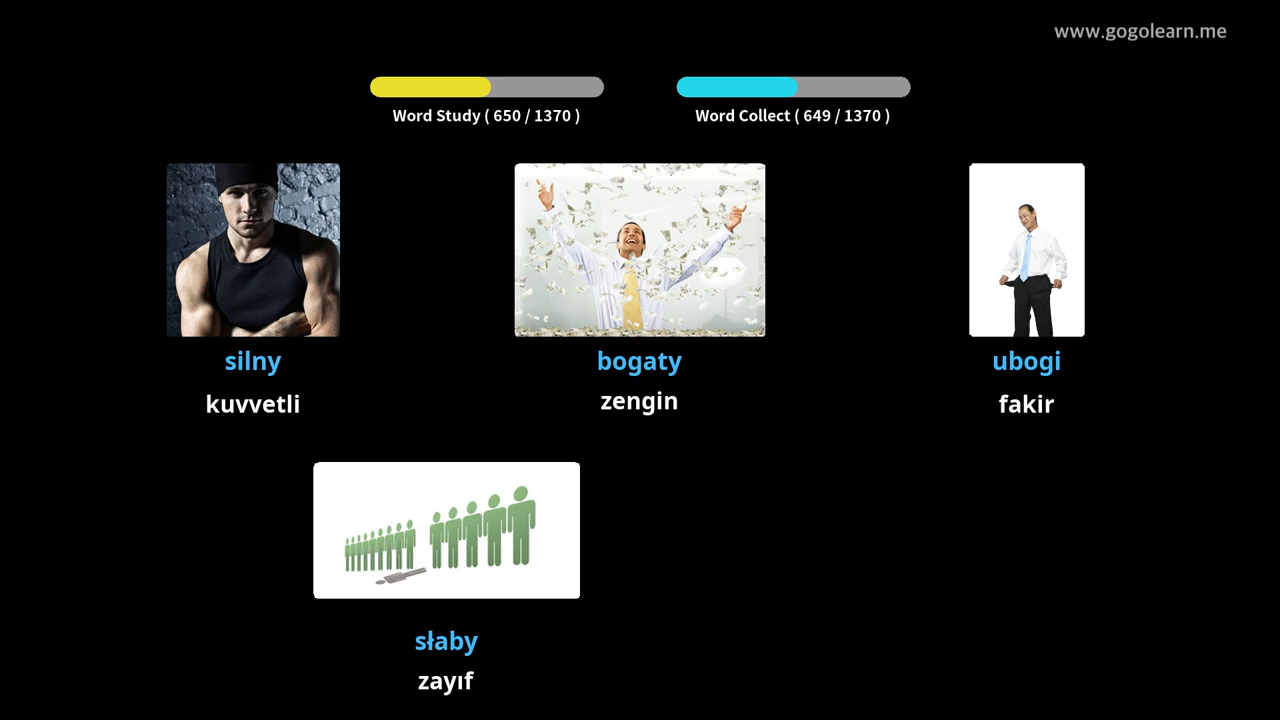 www.gogolearn.me
Word Study ( 650 / 1370 )
Word Collect ( 649 / 1370 )
silny
bogaty
ubogi
kuvvetli
zengin
fakir
słaby
zayıf